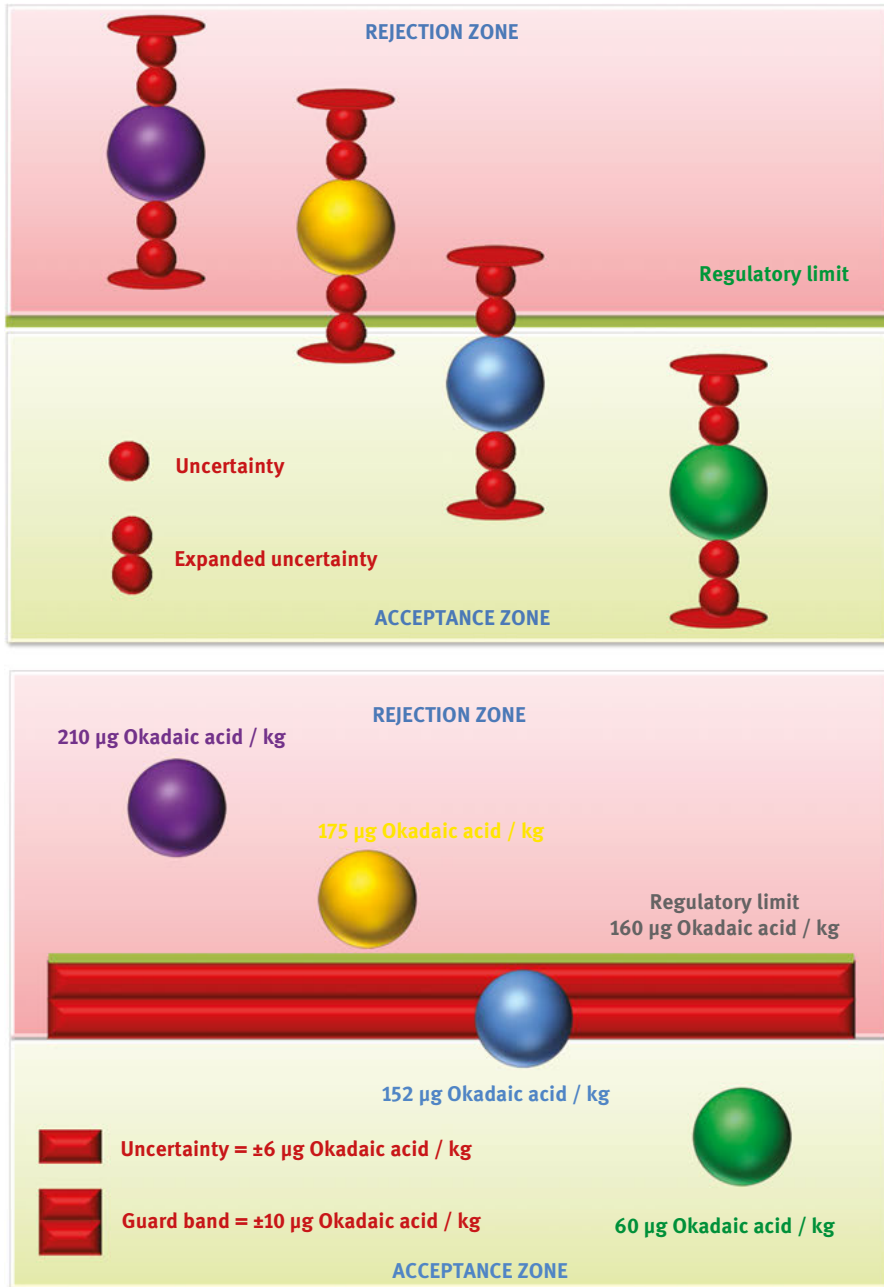 REJECTION ZONE
Regulatory limit
Uncertainty
Expanded uncertainty
ACCEPTANCE ZONE
REJECTION ZONE
210 µg Okadaic acid / kg
175 µg Okadaic acid / kg
Regulatory limit
160 µg Okadaic acid / kg
152 µg Okadaic acid / kg
Uncertainty = ±6 µg Okadaic acid / kg
Guard band = ±10 µg Okadaic acid / kg
60 µg Okadaic acid / kg
ACCEPTANCE ZONE